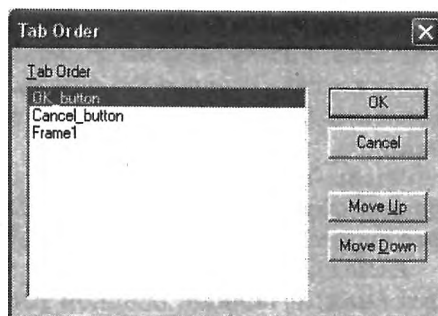 Tab Order
Tab Order
OK_button
Cancel_button
Frame1
OK
Cancel
Move Up
Move Down